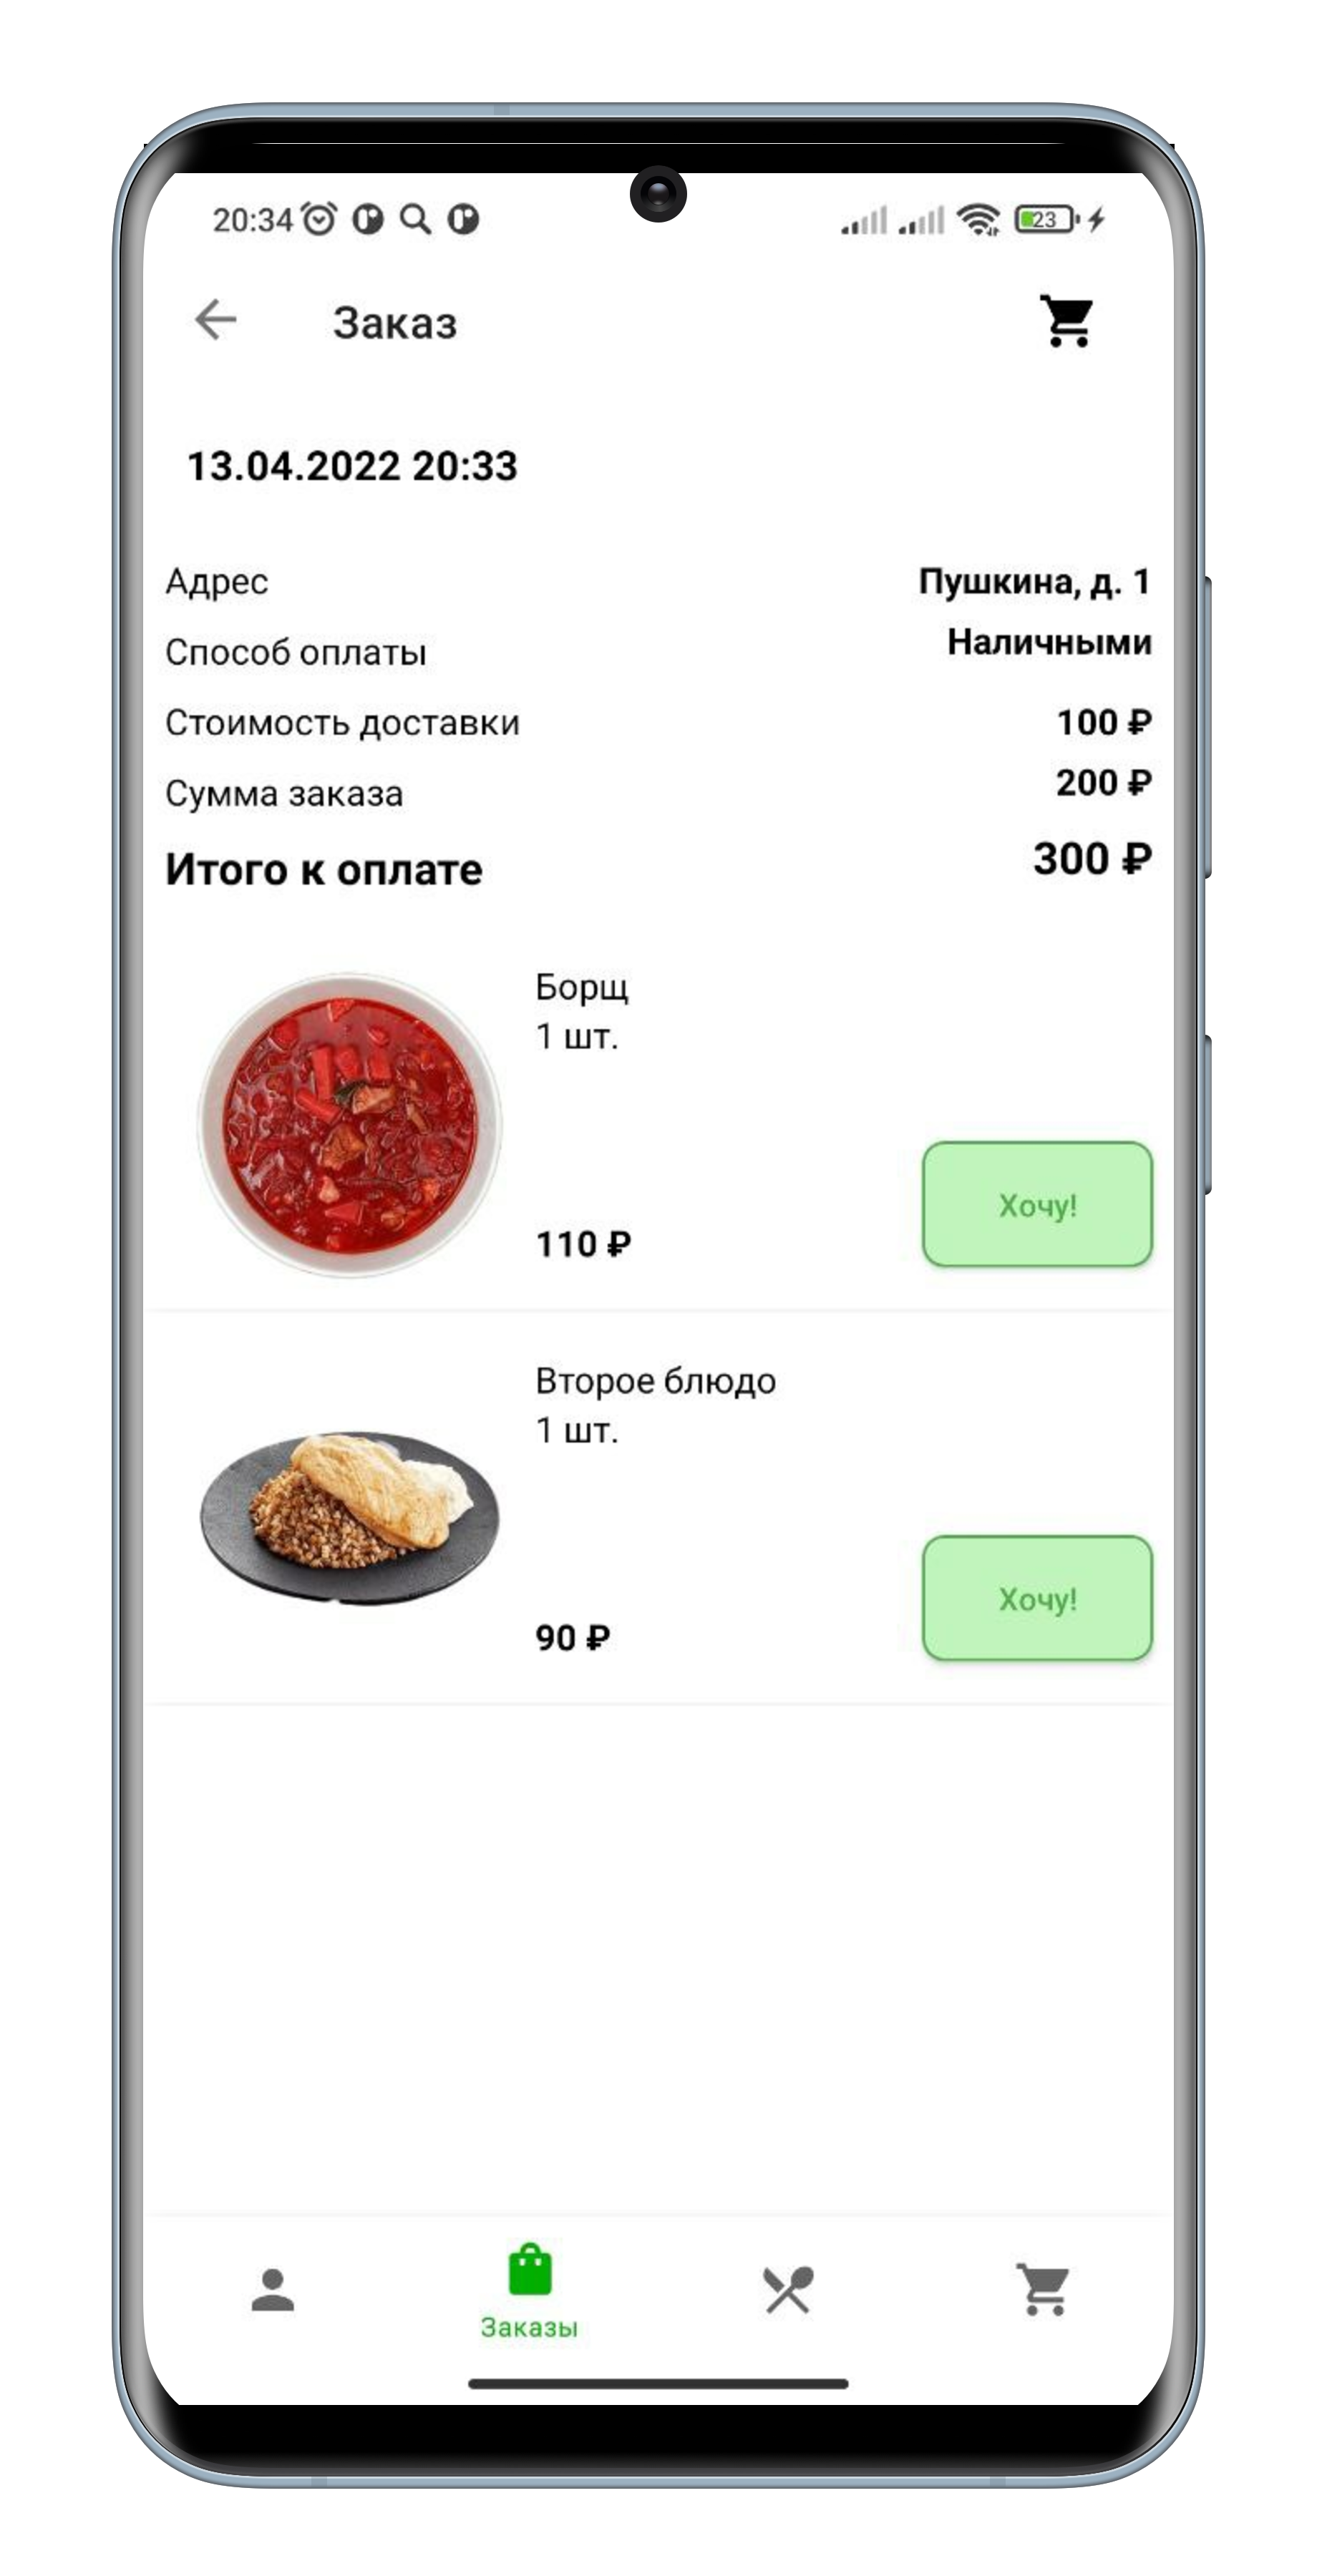 20:34
23
Заказ
13.04.2022 20:33
Адрес
Пушкина, д. 1
Способ оплаты
Наличными
Стоимость доставки
100 ₽
Сумма заказа
200 ₽
Итого к оплате
300 ₽
Борщ
1 шт.
110 ₽
Хочу!
Второе блюдо
1 шт.
90 ₽
Хочу!
Заказы